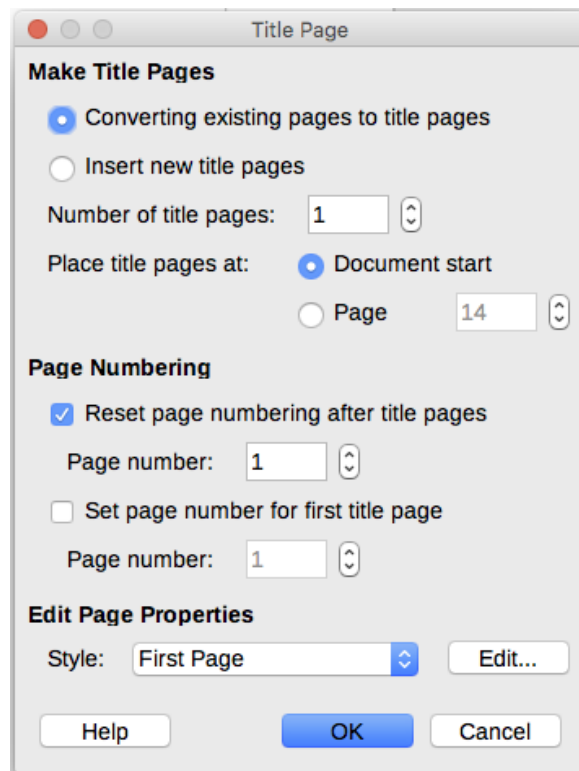 Title Page
Make Title Pages
Converting existing pages to title pages
Insert new title pages
Number of title pages: 1
Place title pages at: Document start
Page 14
Page Numbering
Reset page numbering after title pages
Page number: 1
Set page number for first title page
Page number: 1
Edit Page Properties
Style: First Page Edit...
Help OK Cancel